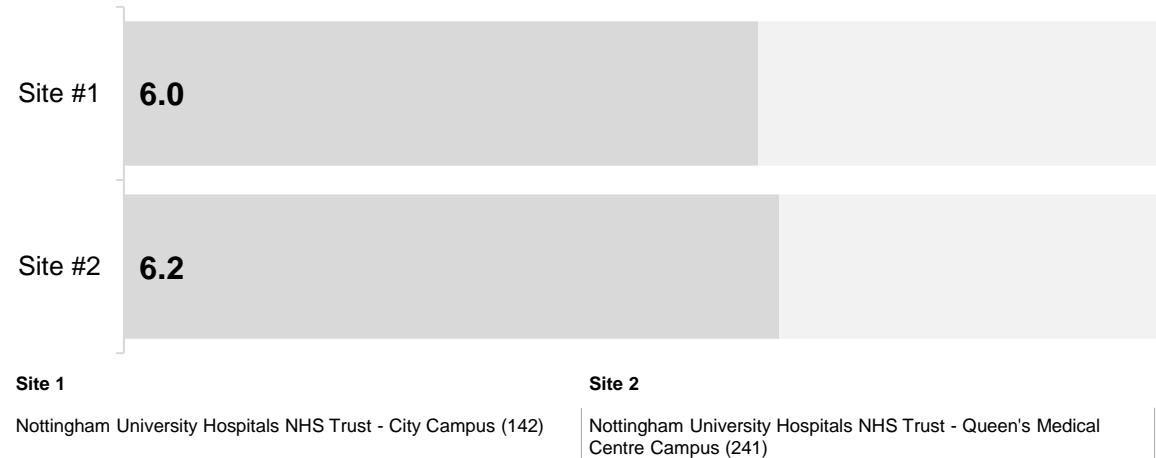 Site #1
6.0
Site #2
6.2
Site 1
Site 2
Nottingham University Hospitals NHS Trust - City Campus (142)
Nottingham University Hospitals NHS Trust - Queen's Medical
Centre Campus (241)